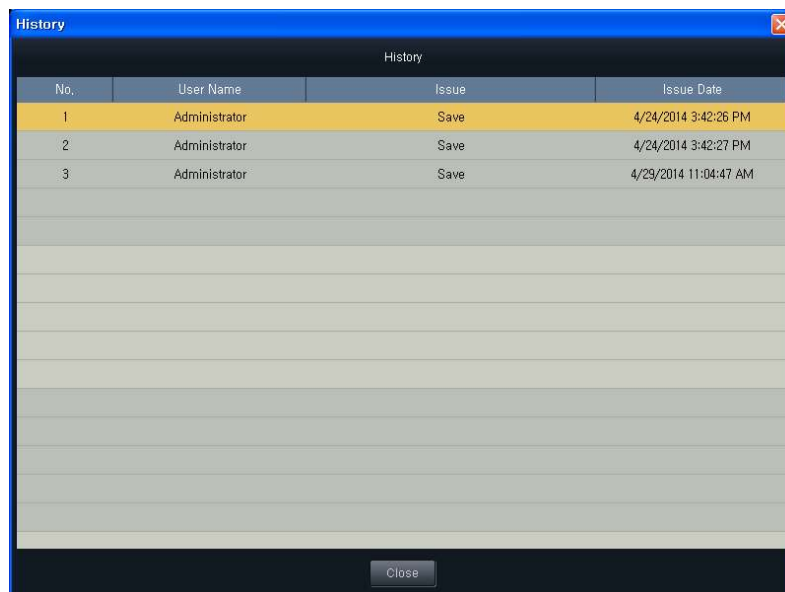 History
History
No. User Name Issue Issue Date
1 Administrator Save 4/24/2014 3:42:26 PM
2 Administrator Save 4/24/2014 3:42:27 PM
3 Administrator Save 4/29/2014 11:04:47 AM
Close